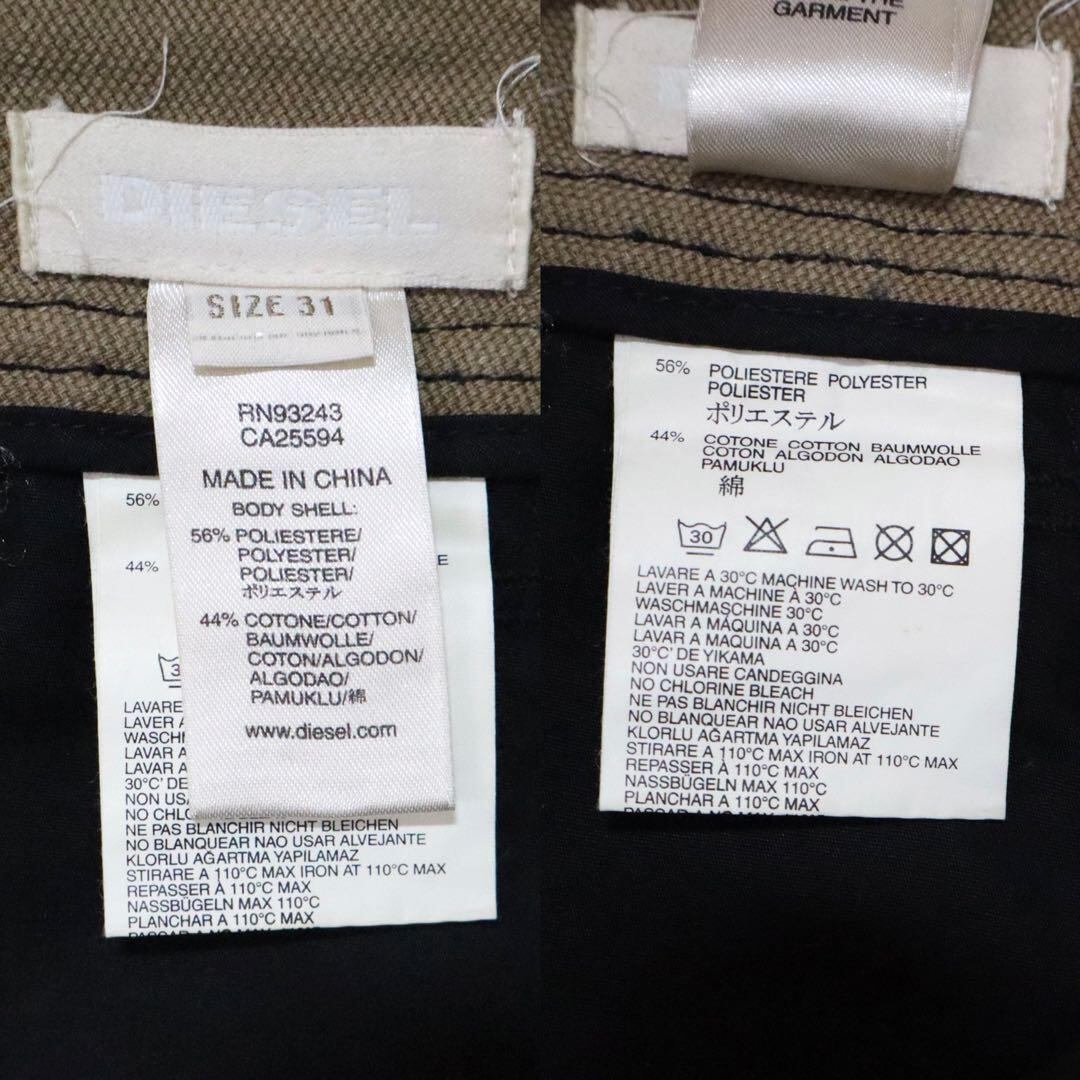 DIESEL
SIZE 31
RN93243
CA25594
MADE IN CHINA
BODY SHELL:
56% POLIESTERE/
POLYESTER/
POLIESTER/
ポリエステル
44% COTONE/COTTON/
BAUMWOLLE/
COTON/ALGODON/
ALGODAO/
PAMUKLU/綿
www.diesel.com
56%
44% E
3
LAVARE
LAVER A
WASCH
LAVAR A
LAVAR A
30°C' DE
NON USA
NO CHLO
NE PAS BLANCHIR NICHT BLEICHEN
NO BLANQUEAR NAO USAR ALVEJANTE
KLORLU AĞARTMA YAPILAMAZ
STIRARE A 110°C MAX IRON AT 110°C MAX
REPASSER À 110°C MAX
NASSBÜGELN MAX 110°C
PLANCHAR A 110°C MAX
GARMENT
56% POLIESTERE POLYESTER
POLIESTER
ポリエステル
44% COTONE COTTON BAUMWOLLE
COTON ALGODON ALGODAO
PAMUKLU
綿
30
LAVARE A 30°C MACHINE WASH TO 30°C
LAVER A MACHINE À 30°C
WASCHMASCHINE 30°C
LAVAR A MÁQUINA A 30°C
LAVAR A MAQUINA A 30°C
30°C' DE YIKAMA
NON USARE CANDEGGINA
NO CHLORINE BLEACH
NE PAS BLANCHIR NICHT BLEICHEN
NO BLANQUEAR NAO USAR ALVEJANTE
KLORLU AĞARTMA YAPILAMAZ
STIRARE A 110°C MAX IRON AT 110°C MAX
REPASSER À 110°C MAX
NASSBÜGELN MAX 110°C
PLANCHAR A 110°C MAX